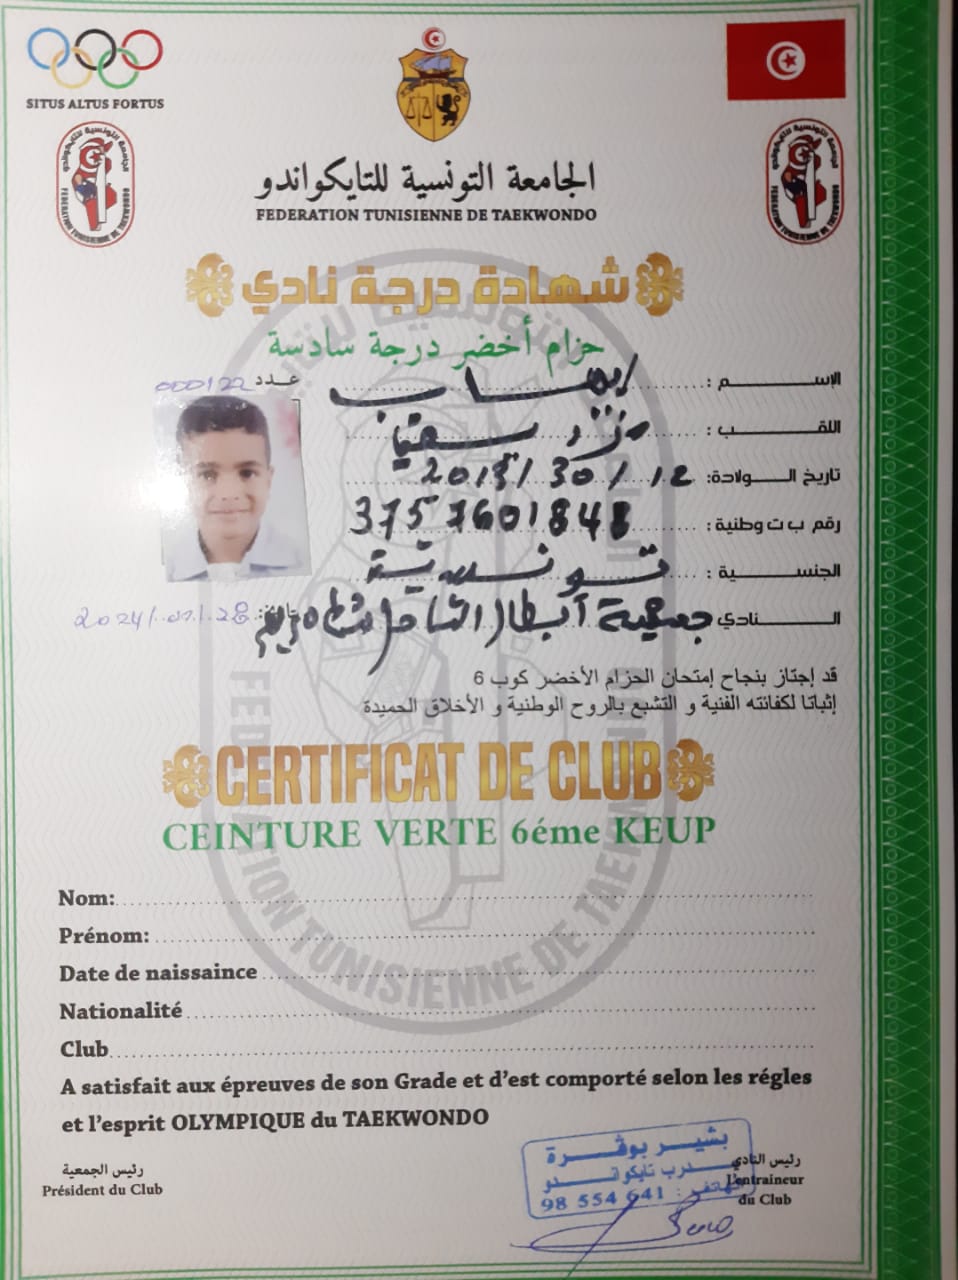 SITUS ALTUS FORTUS
الجامعة التونسية للتايكواندو
FEDERATION TUNISIENNE DE TAEKWONDO
شهادة درجة نادي
حزام أخضر درجة سادسة
عدد 000122
الإسم : إيهاب
اللقب :
تاريخ الولادة: 12/30/
رقم ب ت وطنية :
الجنسية : تونسية
النادي : جمعية أبطال الشاطئ
تاريخ: 28/
قد إجتاز بنجاح إمتحان الحزام الأخضر كوب 6
إثباتا لكفائته الفنية و التشبع بالروح الوطنية و الأخلاق الحميدة
CERTIFICAT DE CLUB
CEINTURE VERTE 6éme KEUP
Nom:
Prénom:
Date de naissaince
Nationalité
Club
A satisfait aux épreuves de son Grade et d'est comporté selon les régles
et l'esprit OLYMPIQUE du TAEKWONDO
رئيس الجمعية
Président du Club
رئيس النادي
L'entraineur
du Club
بشير بوقرة
مدرب تايكواندو
الهاتف : 98 554 641